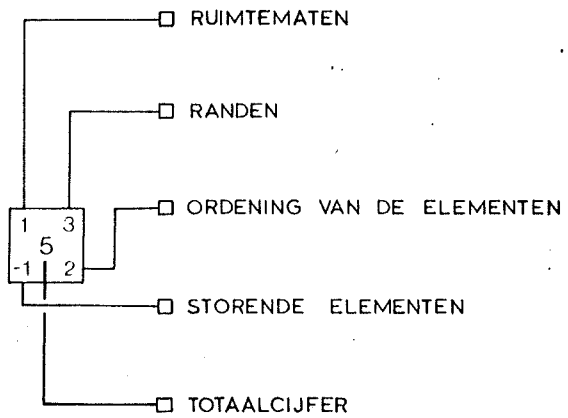 RUIMTEMATEN
RANDEN
ORDENING VAN DE ELEMENTEN
1 3
5
-1 2
STORENDE ELEMENTEN
TOTAALCIJFER